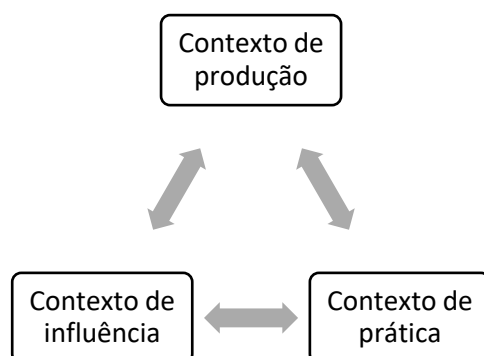 Contexto de
produção
Contexto de
influência
Contexto de
prática